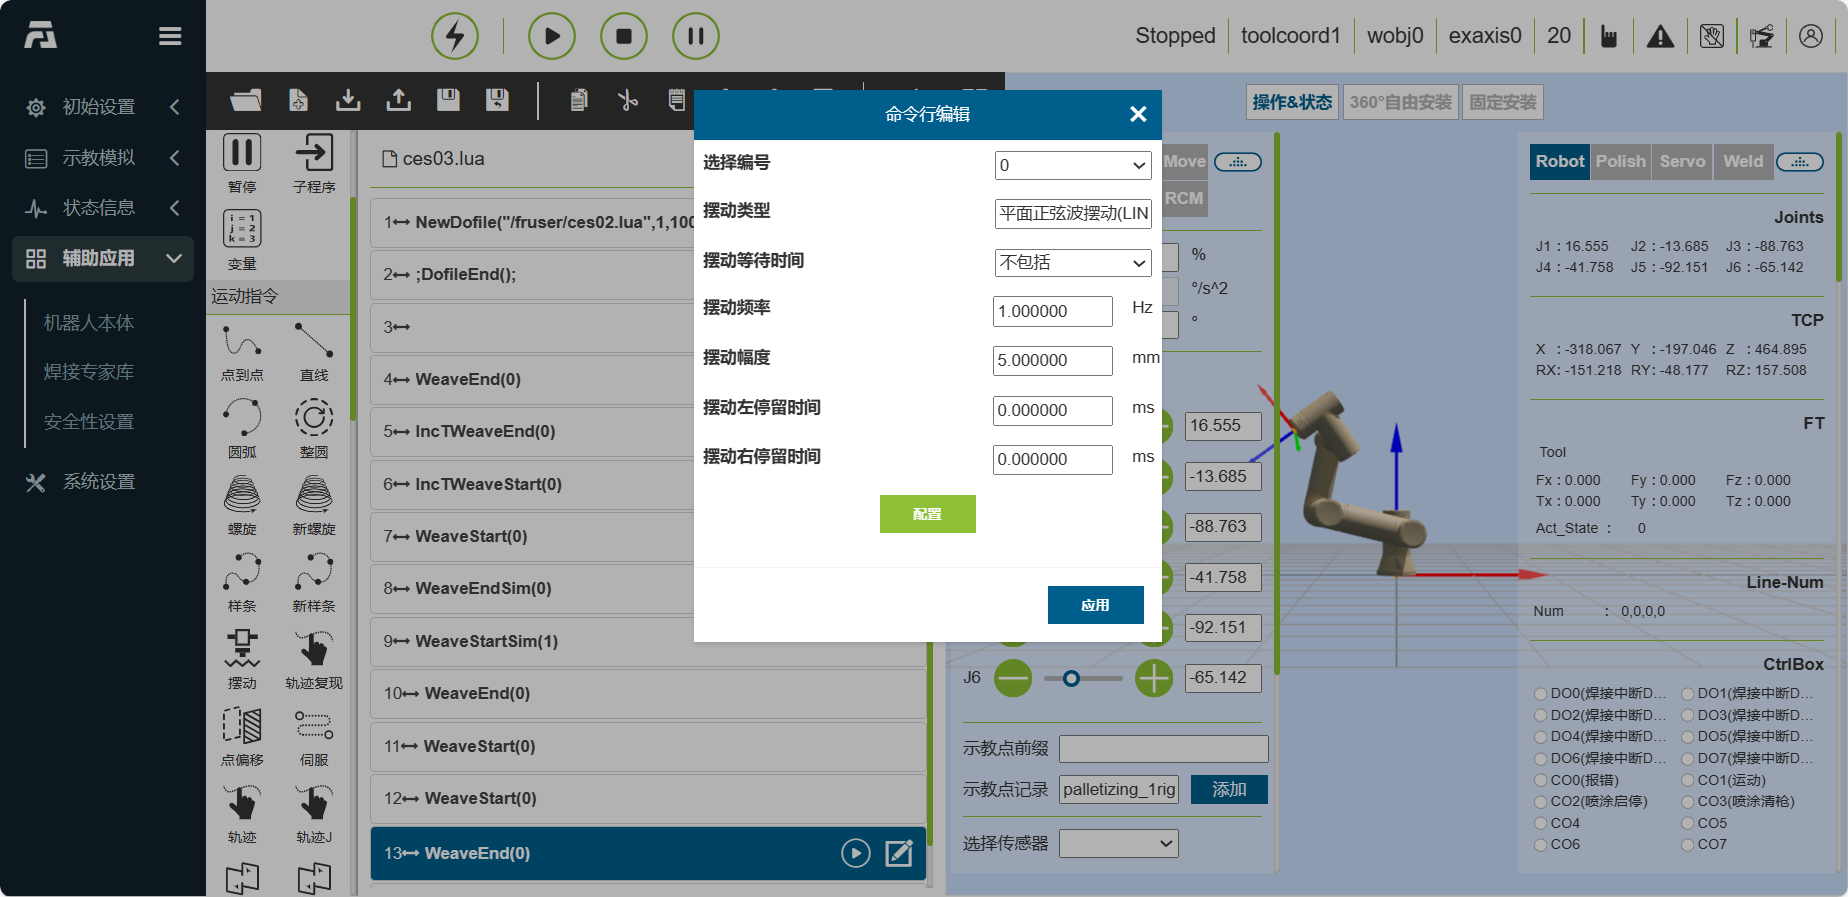 Stopped
toolcoord1
wobj0
exaxis0
20
初始设置
示教模拟
状态信息
辅助应用
机器人本体
焊接专家库
安全性设置
系统设置
暂停 子程序
i = 1
j = 2
k = 3
变量
运动指令
点到点 直线
圆弧 整圆
螺旋 新螺旋
样条 新样条
摆动 轨迹复现
点偏移 伺服
轨迹 轨迹J
ces03.lua
1 NewDofile("/fruser/ces02.lua",1,100
2 ;DofileEnd();
3
4 WeaveEnd(0)
5 IncTWeaveEnd(0)
6 IncTWeaveStart(0)
7 WeaveStart(0)
8 WeaveEndSim(0)
9 WeaveStartSim(1)
10 WeaveEnd(0)
11 WeaveStart(0)
12 WeaveStart(0)
13 WeaveEnd(0)
命令行编辑
选择编号 0
摆动类型 平面正弦波摆动(LIN
摆动等待时间 不包括
摆动频率 1.000000 Hz
摆动幅度 5.000000 mm
摆动左停留时间 0.000000 ms
摆动右停留时间 0.000000 ms
配置
应用
Move
RCM
%
°/s^2
°
16.555
-13.685
-88.763
-41.758
-92.151
J6 -65.142
示教点前缀
示教点记录 palletizing_1rig 添加
选择传感器
操作&状态 360°自由安装 固定安装
Robot Polish Servo Weld
Joints
J1 : 16.555 J2 : -13.685 J3 : -88.763
J4 : -41.758 J5 : -92.151 J6 : -65.142
TCP
X : -318.067 Y : -197.046 Z : 464.895
RX: -151.218 RY: -48.177 RZ: 157.508
FT
Tool
Fx : 0.000 Fy : 0.000 Fz : 0.000
Tx : 0.000 Ty : 0.000 Tz : 0.000
Act_State : 0
Line-Num
Num : 0,0,0,0
CtrlBox
DO0(焊接中断D... DO1(焊接中断D...
DO2(焊接中断D... DO3(焊接中断D...
DO4(焊接中断D... DO5(焊接中断D...
DO6(焊接中断D... DO7(焊接中断D...
CO0(报错) CO1(运动)
CO2(喷涂启停) CO3(喷涂清枪)
CO4 CO5
CO6 CO7